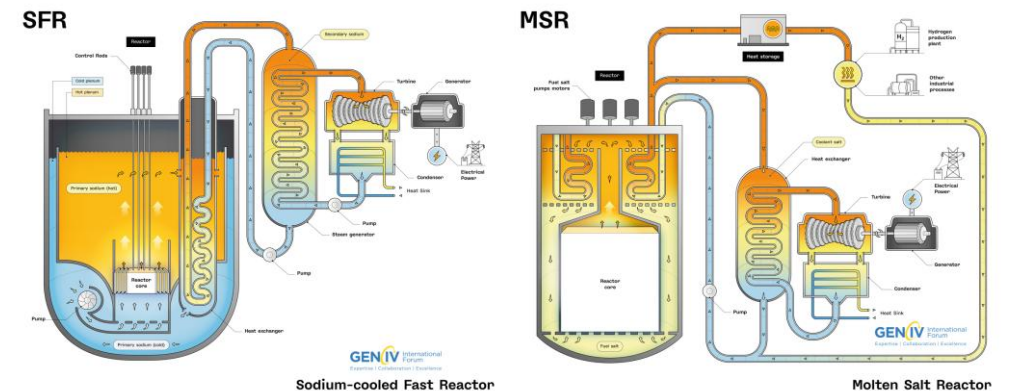 SFR
Reactor
Control Rods
Cold plenum
Hot plenum
Primary sodium (hot)
Reactor
core
Pump
Primary sodium (cold)
Heat exchanger
Secondary sodium
Turbine
Generator
Electrical
Power
Condenser
Heat Sink
Pump
Steam generator
Pump
GEN IV International
Forum
Expertise | Collaboration | Excellence
Sodium-cooled Fast Reactor
MSR
Reactor
Fuel salt
pumps motors
Heat storage
H2
Hydrogen
production
plant
Other
industrial
processes
Coolant salt
Heat exchanger
Turbine
Electrical
Power
Generator
Condenser
Heat Sink
Pump
Reactor
core
Fuel salt
GEN IV International
Forum
Expertise | Collaboration | Excellence
Molten Salt Reactor